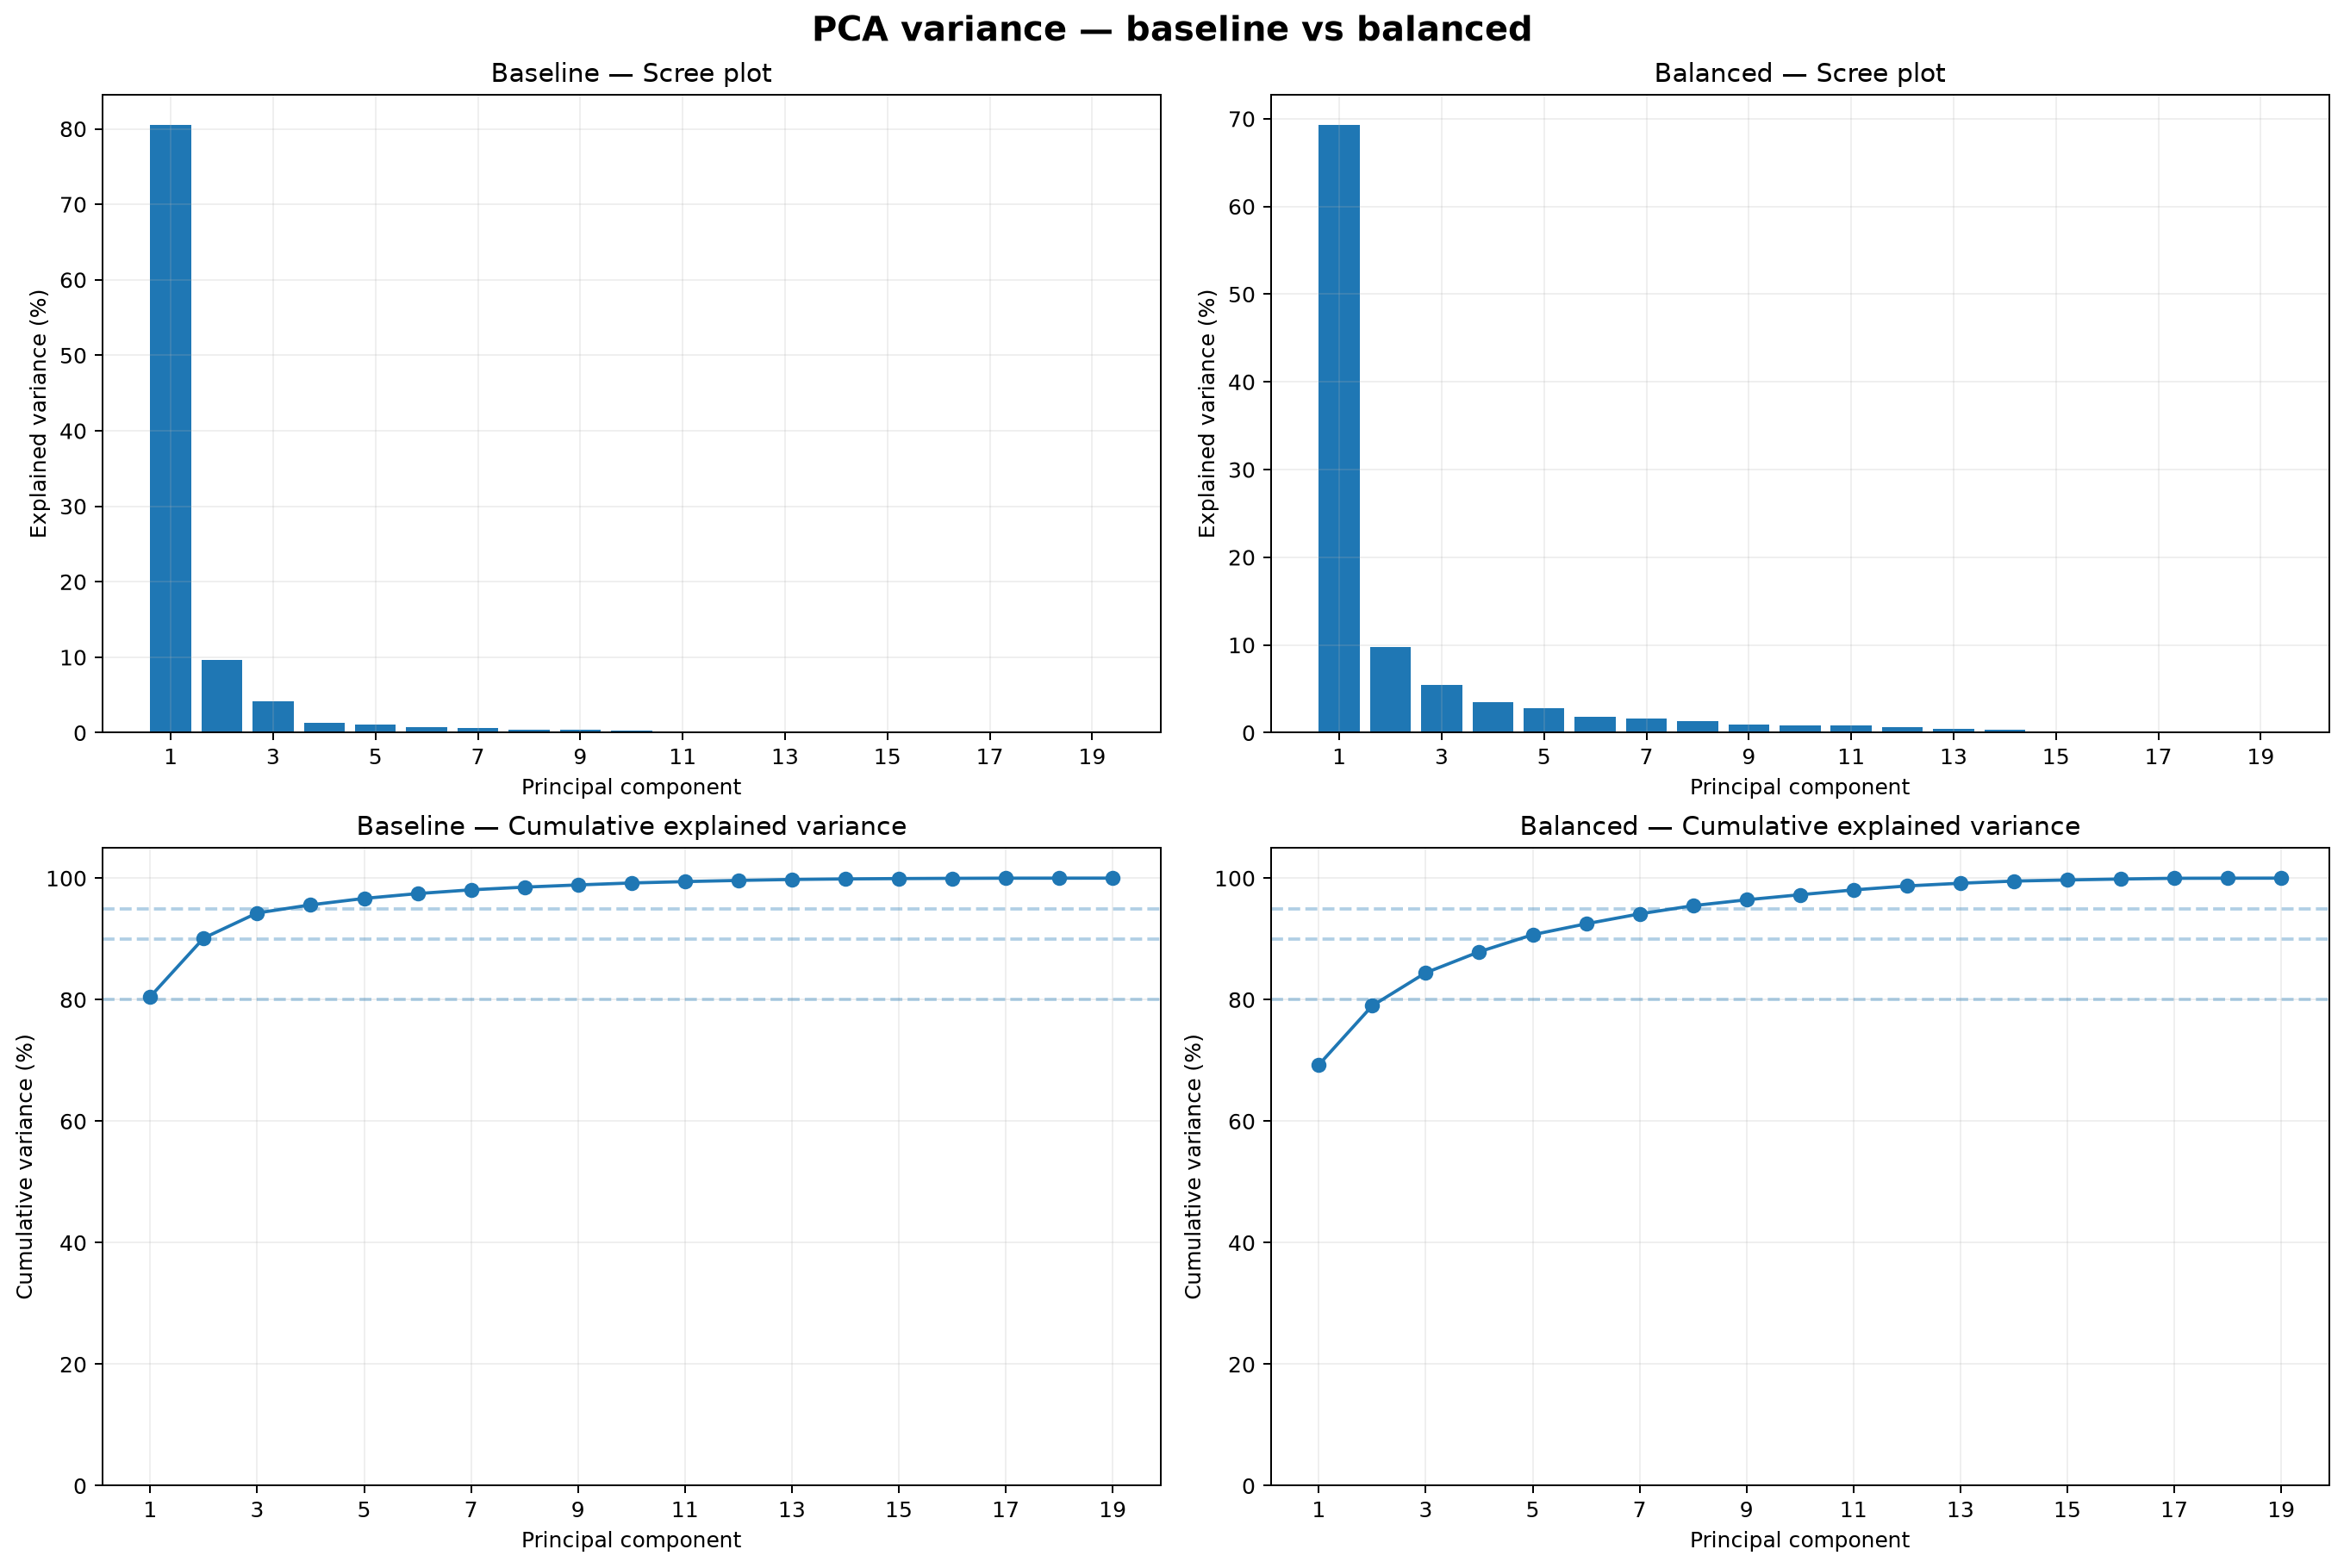 PCA variance — baseline vs balanced
Baseline — Scree plot
Explained variance (%)
80
70
60
50
40
30
20
10
0
1 3 5 7 9 11 13 15 17 19
Principal component
Balanced — Scree plot
Explained variance (%)
70
60
50
40
30
20
10
0
1 3 5 7 9 11 13 15 17 19
Principal component
Baseline — Cumulative explained variance
Cumulative variance (%)
100
80
60
40
20
0
1 3 5 7 9 11 13 15 17 19
Principal component
Balanced — Cumulative explained variance
Cumulative variance (%)
100
80
60
40
20
0
1 3 5 7 9 11 13 15 17 19
Principal component